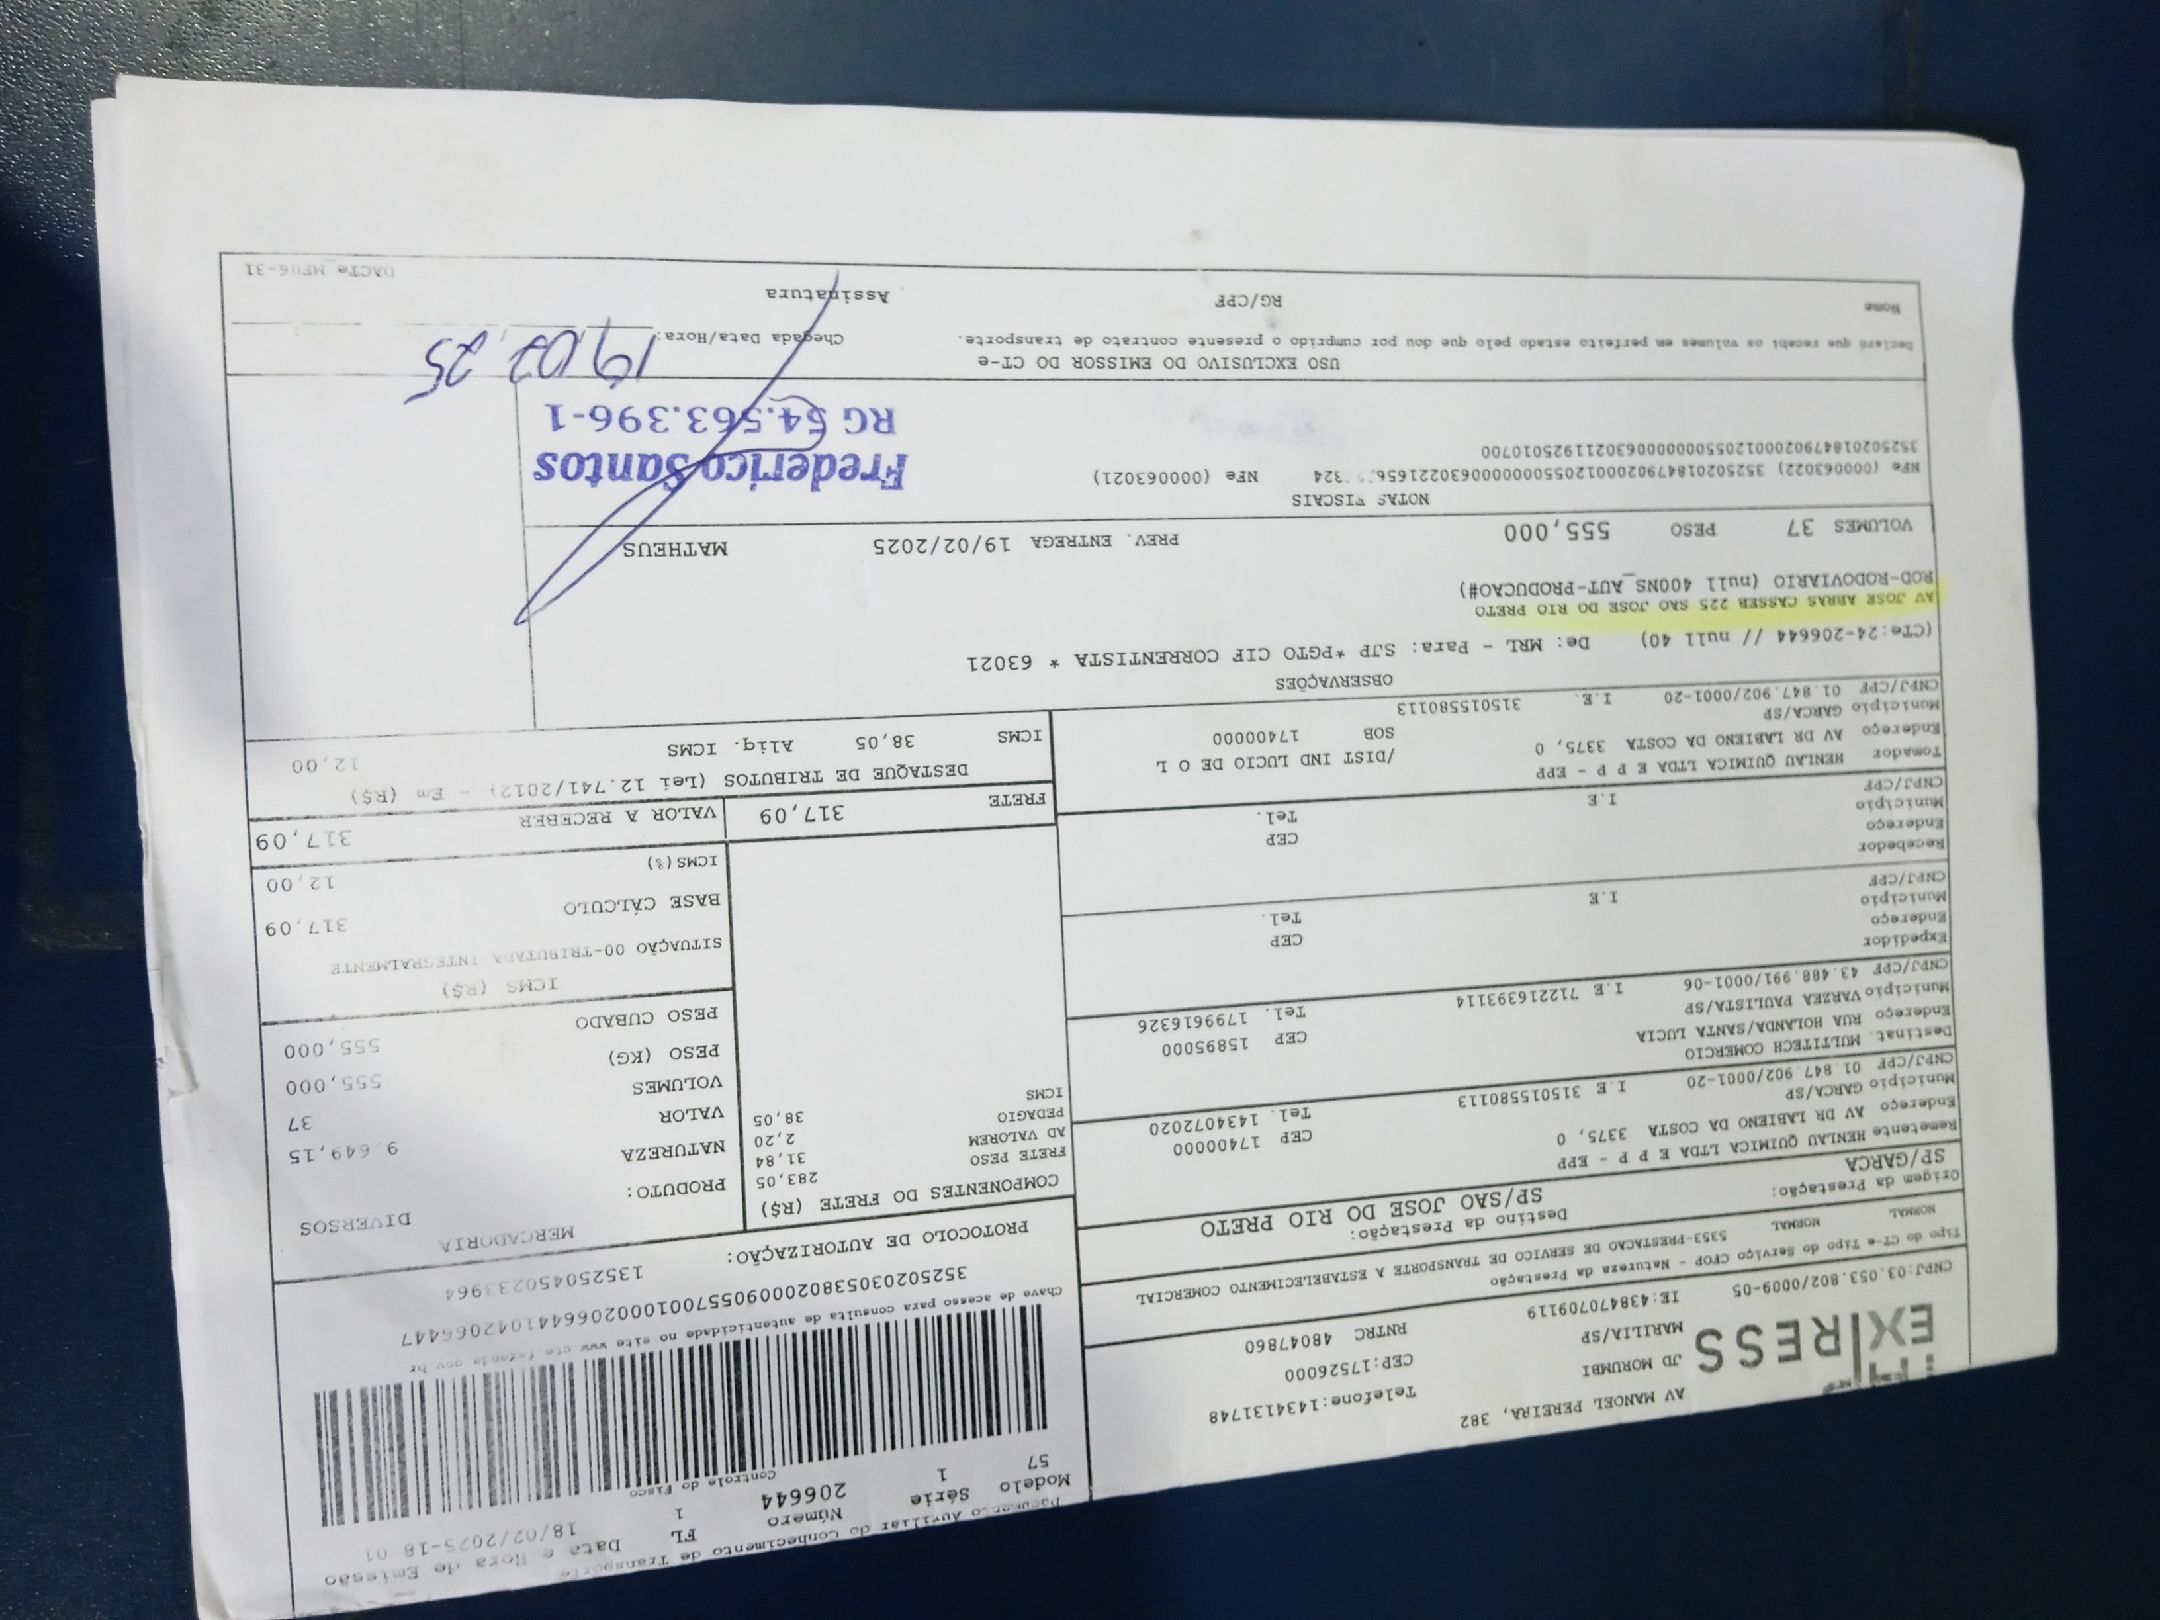 EXPRESS
AV MANOEL PEREIRA, 382
JD MORUMBI
Telefone:1434131748
MARILIA/SP
CEP:17526000
CNPJ:03.053.802/0009-05
IE:438470709119
RNTRC 48047860
Tipo do CT-e Tipo do Serviço CFOP - Natureza da Prestação
NORMAL NORMAL 5353-PRESTACAO DE SERVICO DE TRANSPORTE A ESTABELECIMENTO COMERCIAL
Origem da Prestação:
SP/GARCA
Destino da Prestação:
SP/SAO JOSE DO RIO PRETO
Remetente HENLAU QUIMICA LTDA E P P - EPP
Endereço AV DR LABIENO DA COSTA 3375, 0
CEP 17400000
Município GARCA/SP
Tel. 1434072020
CNPJ/CPF 01.847.902/0001-20 I.E 315015580113
Destinat. MULTITECH COMERCIO
Endereço RUA HOLANDA/SANTA LUCIA
CEP 15895000
Município VARZEA PAULISTA/SP
Tel. 1799616326
CNPJ/CPF 43.488.991/0001-06 I.E 712216393114
Expedidor
Endereço
CEP
Município
Tel.
CNPJ/CPF I.E
Recebedor
Endereço
CEP
Município
Tel.
CNPJ/CPF I.E
Tomador HENLAU QUIMICA LTDA E P P - EPP
Endereço AV DR LABIENO DA COSTA 3375, 0 /DIST IND LUCIO DE O L
Município GARCA/SP SOB 17400000
CNPJ/CPF 01.847.902/0001-20 I.E. 315015580113
Documento Auxiliar do Conhecimento de Transporte
Modelo Série Número FL Data e Hora de Emissão
57 1 206644 1 18/02/2025-18:01
Controle do Fisco
Chave de acesso para consulta de autenticidade no site www.cte.fazenda.gov.br
35250203053802000905570010002066441042066447
PROTOCOLO DE AUTORIZAÇÃO: 135250450233964
COMPONENTES DO FRETE (R$)
283,05
FRETE PESO 31,84
AD VALOREM 2,20
PEDAGIO 38,05
ICMS
MERCADORIA
PRODUTO: DIVERSOS
NATUREZA 9.649,15
VALOR 37
VOLUMES 555,000
PESO (KG) 555,000
PESO CUBADO
ICMS (R$)
SITUAÇÃO 00-TRIBUTADA INTEGRALMENTE
BASE CÁLCULO 317,09
ICMS(%) 12,00
FRETE 317,09
VALOR A RECEBER 317,09
DESTAQUE DE TRIBUTOS (Lei 12.741/2012) - Em (R$)
ICMS 38,05 Aliq. ICMS 12,00
OBSERVAÇÕES
(CTe:24-206644 // null 40) De: MRL - Para: SJP *PGTO CIF CORRENTISTA * 63021
AV JOSE ABRAS CASSEB 225 SAO JOSE DO RIO PRETO
ROD-RODOVIARIO (null 400NS_AUT-PRODUCAO#)
VOLUMES 37 PESO 555,000 PREV. ENTREGA 19/02/2025 MATHEUS
NOTAS FISCAIS
NFe (000063022) NFe (000063021)
35250201847902000120550000000630211925010700
Frederico Santos
RG 54.563.396-1
USO EXCLUSIVO DO EMISSOR DO CT-e
Declaro que recebi os volumes em perfeito estado pelo que dou por cumprido o presente contrato de transporte.
Chegada Data/Hora: 19,02,25
Nome RG/CPF Assinatura
DACTe_MF06-31